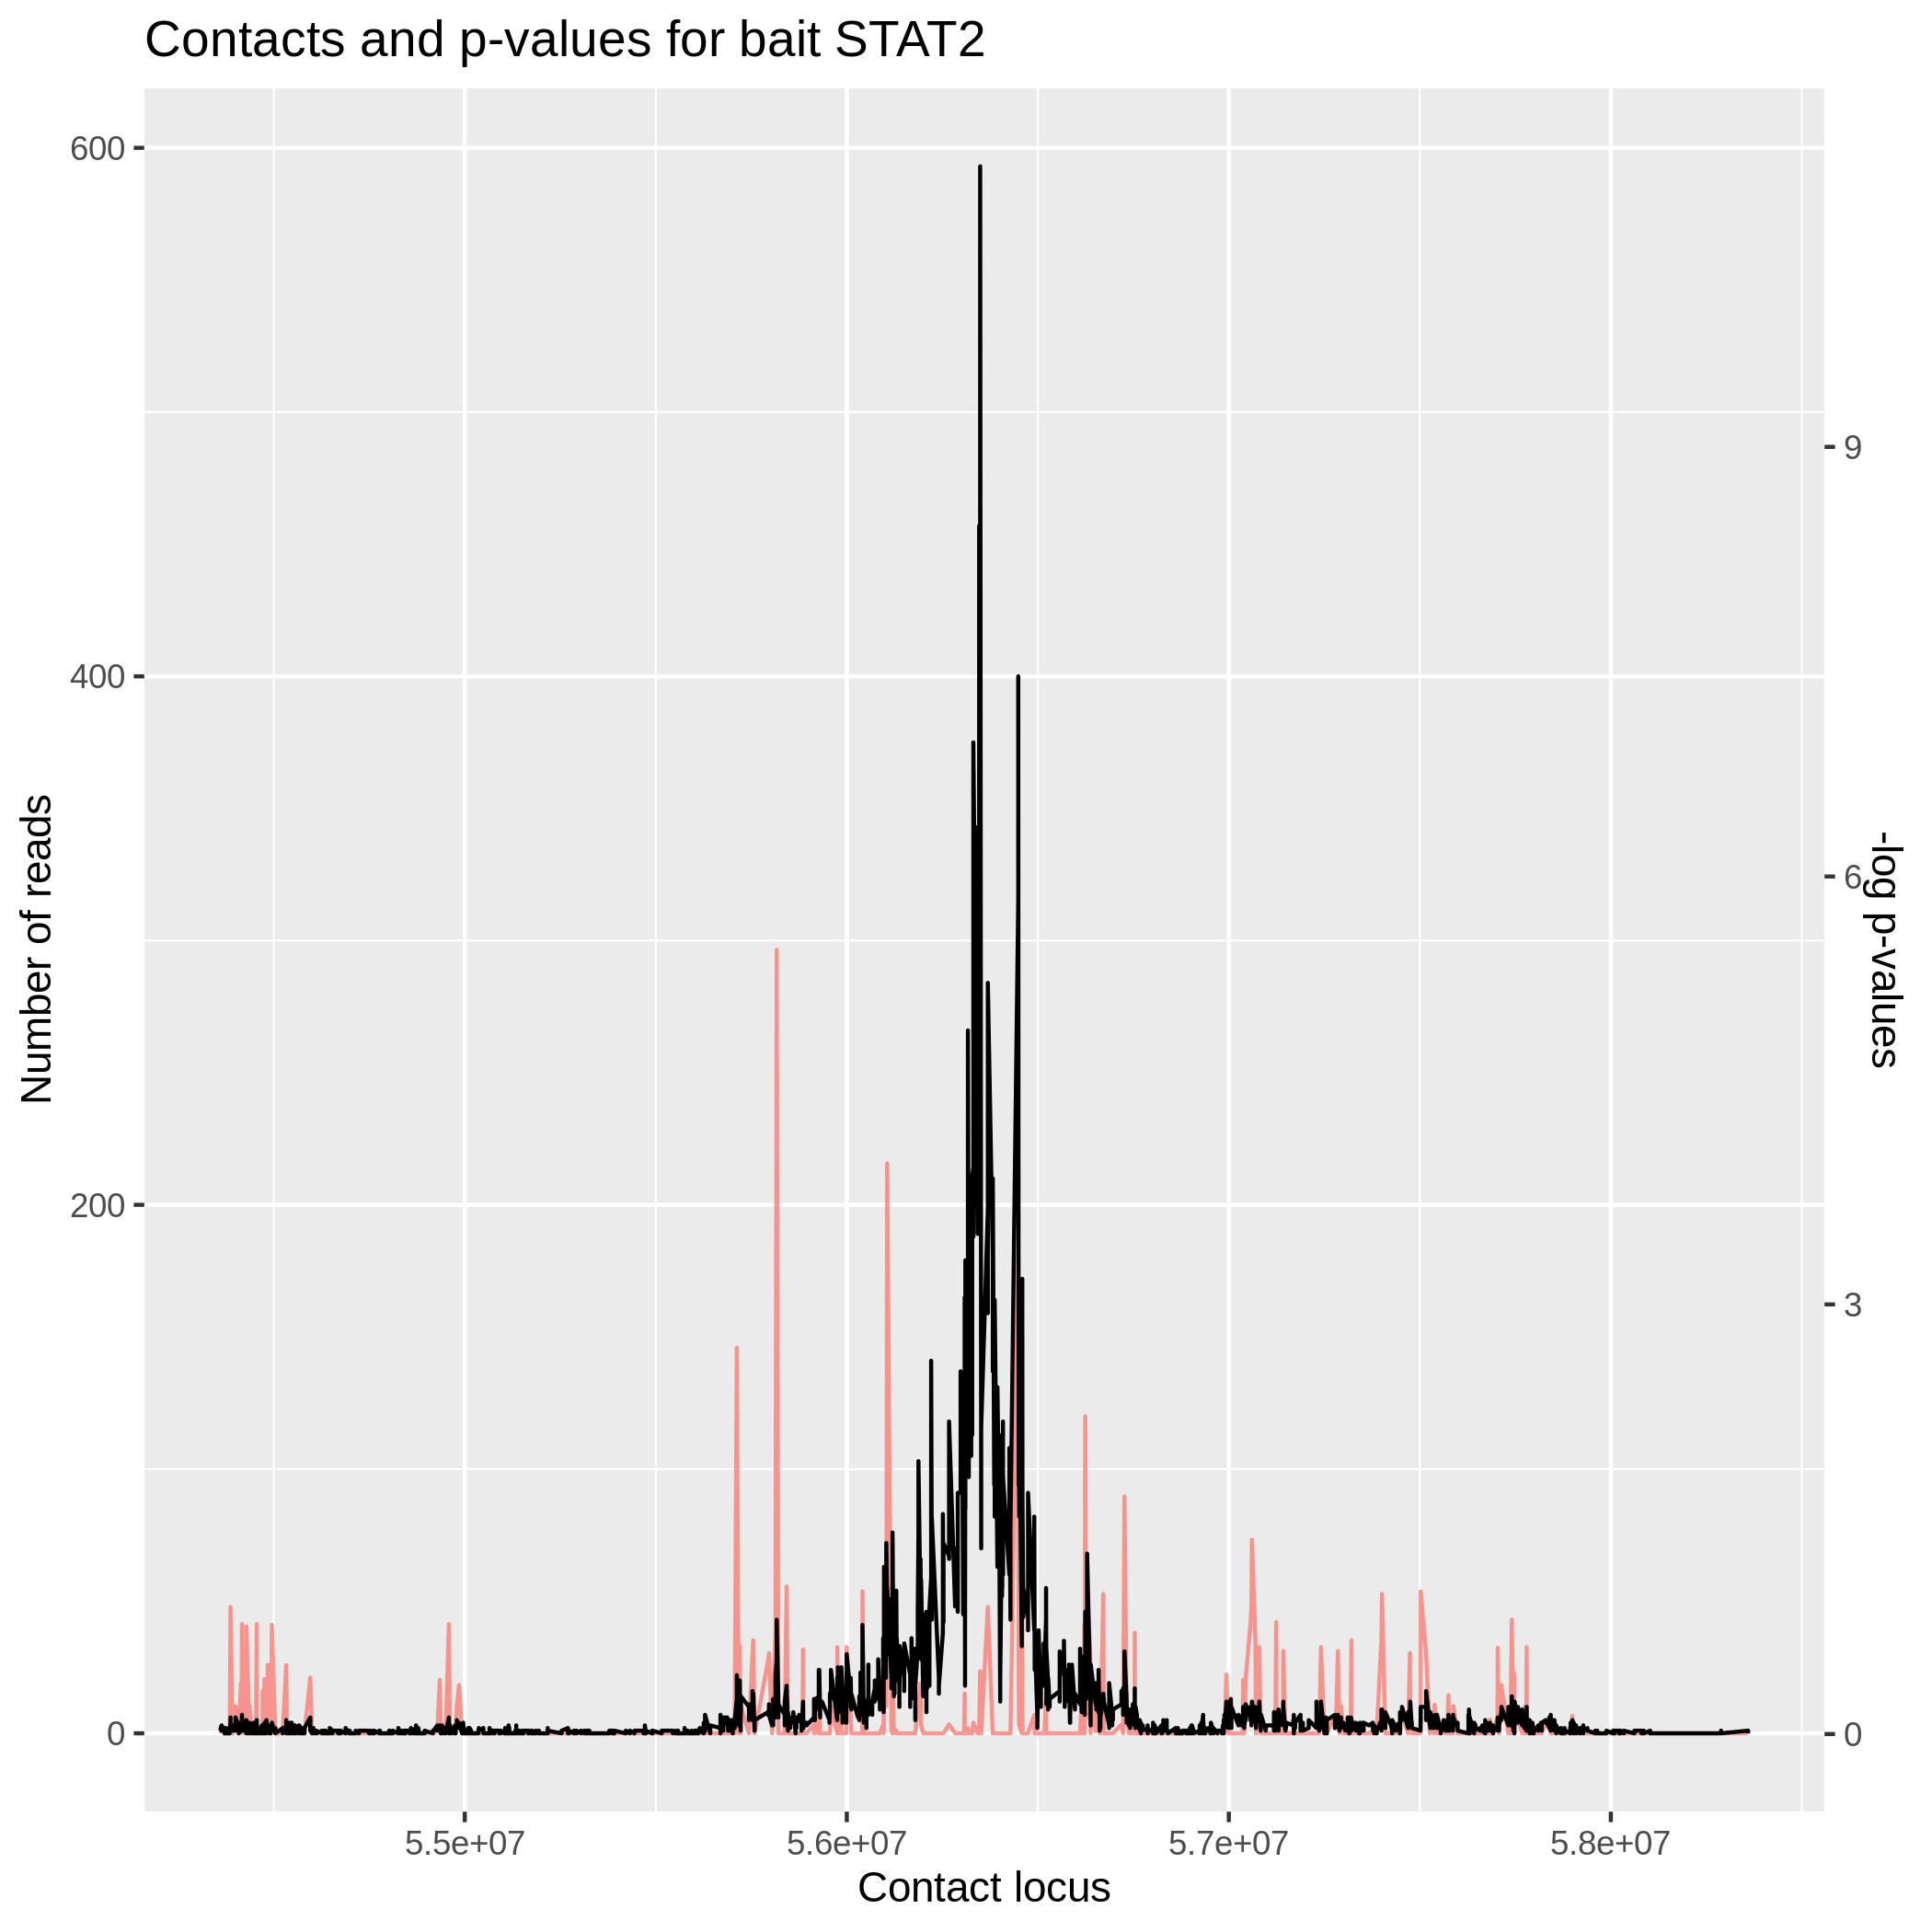 Contacts and p-values for bait STAT2
Number of reads
600
400
200
0
9
6
3
0
-log p-values
5.5e+07
5.6e+07
5.7e+07
5.8e+07
Contact locus